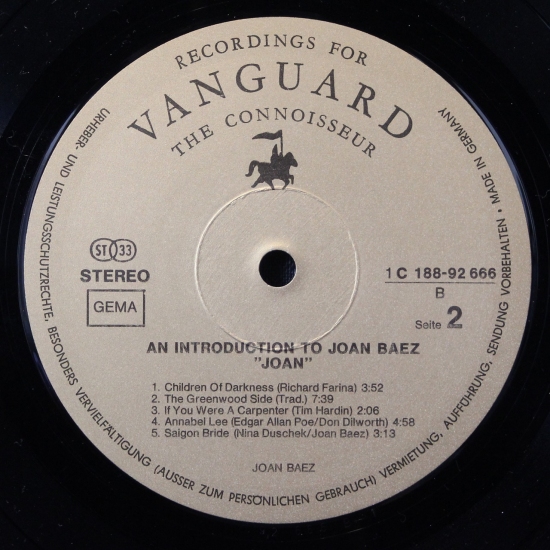 RECORDINGS FOR
VANGUARD
THE CONNOISSEUR
ST 33
STEREO
GEMA
1 C 188-92 666
B
Seite 2
AN INTRODUCTION TO JOAN BAEZ
"JOAN"
1. Children Of Darkness (Richard Farina) 3:52
2. The Greenwood Side (Trad.) 7:39
3. If You Were A Carpenter (Tim Hardin) 2:06
4. Annabel Lee (Edgar Allan Poe/Don Dilworth) 4:58
5. Saigon Bride (Nina Duschek/Joan Baez) 3:13
JOAN BAEZ
URHEBER- UND LEISTUNGSSCHUTZRECHTE, BESONDERS VERVIELFÄLTIGUNG (AUSSER ZUM PERSÖNLICHEN GEBRAUCH) VERMIETUNG, AUFFÜHRUNG, SENDUNG VORBEHALTEN • MADE IN GERMANY